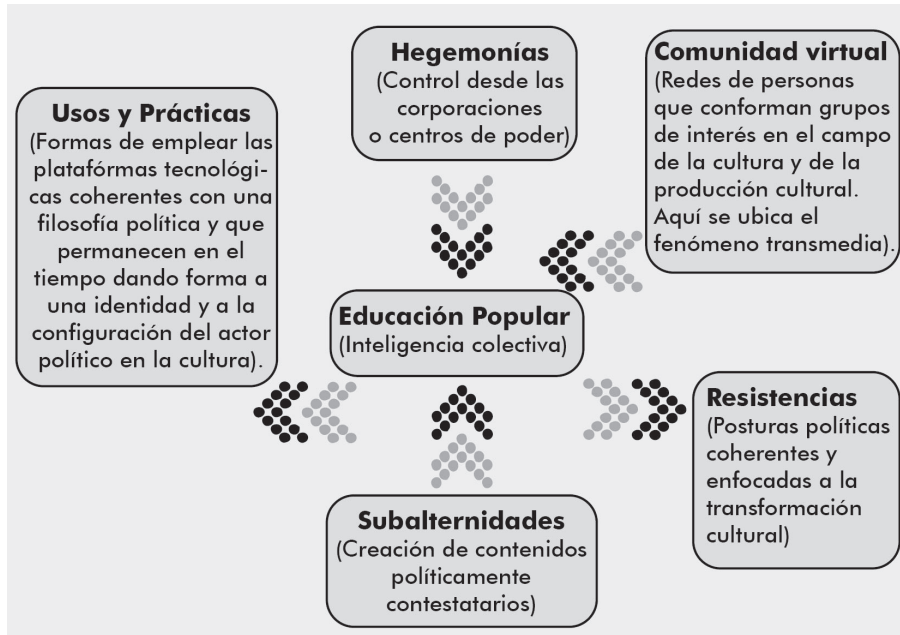 Hegemonías
(Control desde las
corporaciones
o centros de poder)
Comunidad virtual
(Redes de personas
que conforman grupos
de interés en el campo
de la cultura y de la
producción cultural.
Aquí se ubica el
fenómeno transmedia).
Usos y Prácticas
(Formas de emplear las
platafórmas tecnológi-
cas coherentes con una
filosofía política y que
permanecen en el
tiempo dando forma a
una identidad y a la
configuración del actor
político en la cultura).
Educación Popular
(Inteligencia colectiva)
Resistencias
(Posturas políticas
coherentes y
enfocadas a la
transformación
cultural)
Subalternidades
(Creación de contenidos
políticamente
contestatarios)